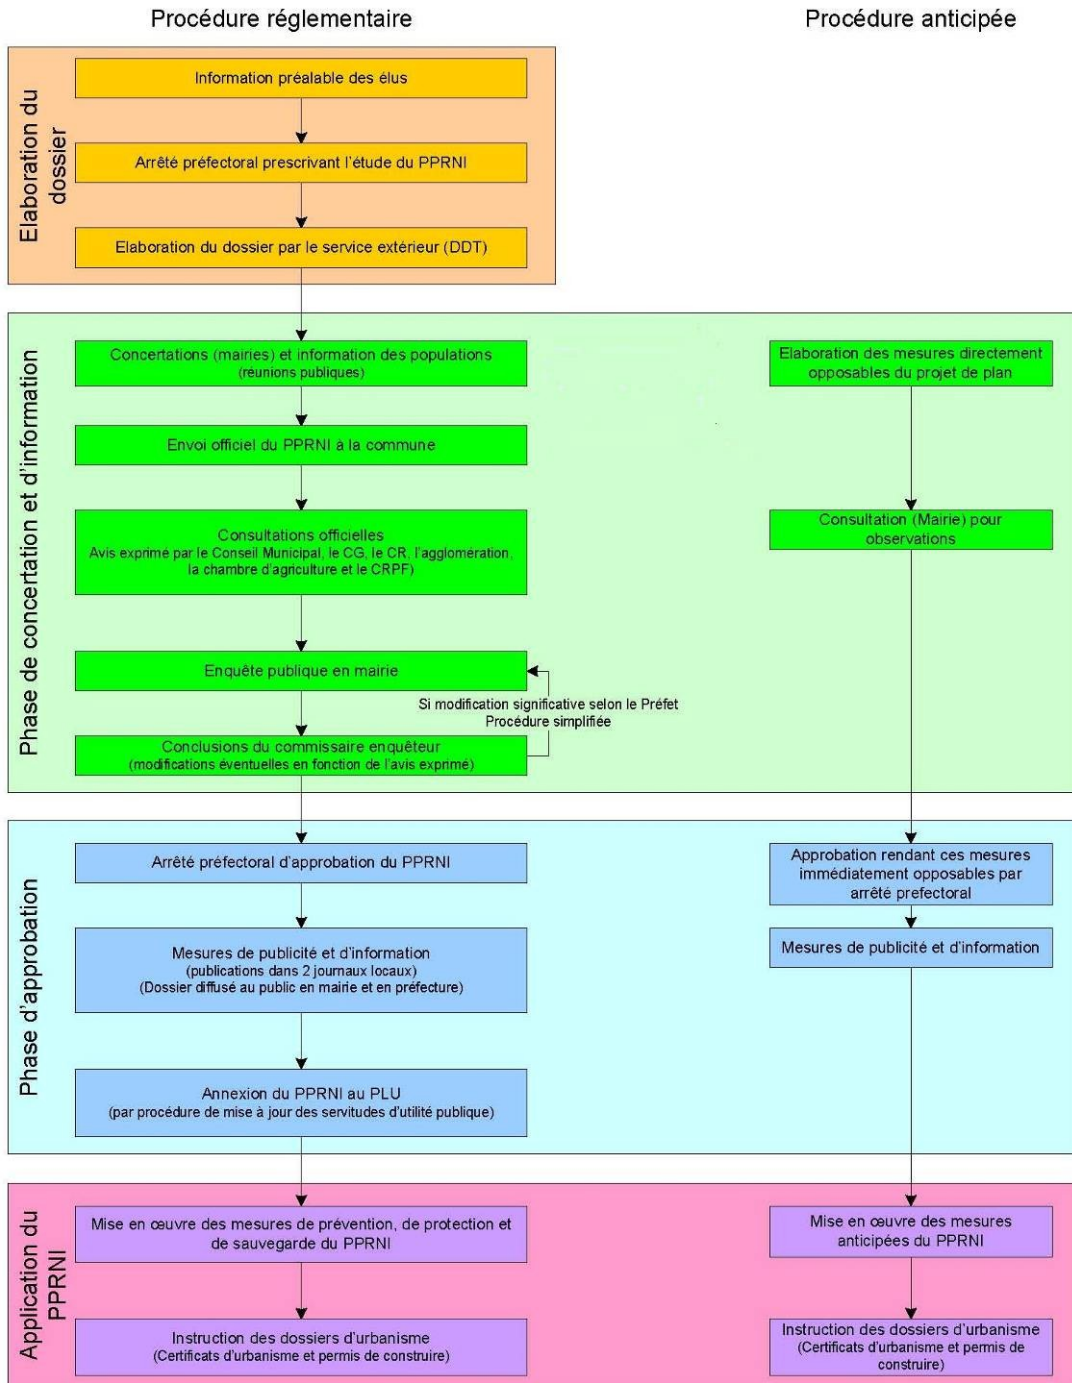 Procédure réglementaire
Procédure anticipée
Elaboration du
dossier
Information préalable des élus
Arrêté préfectoral prescrivant l'étude du PPRNI
Elaboration du dossier par le service extérieur (DDT)
Phase de concertation et d'information
Concertations (mairies) et information des populations
(réunions publiques)
Elaboration des mesures directement
opposables du projet de plan
Envoi officiel du PPRNI à la commune
Consultations officielles
Avis exprimé par le Conseil Municipal, le CG, le CR, l'agglomération,
la chambre d'agriculture et le CRPF)
Consultation (Mairie) pour
observations
Enquête publique en mairie
Si modification significative selon le Préfet
Procédure simplifiée
Conclusions du commissaire enquêteur
(modifications éventuelles en fonction de l'avis exprimé)
Phase d'approbation
Arrêté préfectoral d'approbation du PPRNI
Approbation rendant ces mesures
immédiatement opposables par
arrêté prefectoral
Mesures de publicité et d'information
(publications dans 2 journaux locaux)
(Dossier diffusé au public en mairie et en préfecture)
Mesures de publicité et d'information
Annexion du PPRNI au PLU
(par procédure de mise à jour des servitudes d'utilité publique)
Application du
PPRNI
Mise en œuvre des mesures de prévention, de protection et
de sauvegarde du PPRNI
Mise en œuvre des mesures
anticipées du PPRNI
Instruction des dossiers d'urbanisme
(Certificats d'urbanisme et permis de construire)
Instruction des dossiers d'urbanisme
(Certificats d'urbanisme et permis de
construire)